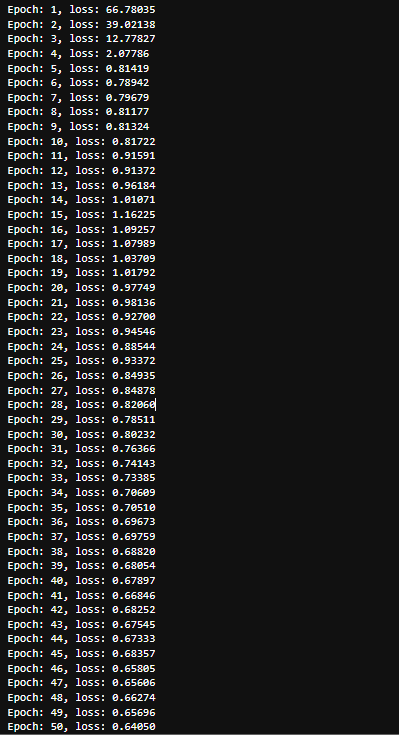 Epoch: 1, loss: 66.78035
Epoch: 2, loss: 39.02138
Epoch: 3, loss: 12.77827
Epoch: 4, loss: 2.07786
Epoch: 5, loss: 0.81419
Epoch: 6, loss: 0.78942
Epoch: 7, loss: 0.79679
Epoch: 8, loss: 0.81177
Epoch: 9, loss: 0.81324
Epoch: 10, loss: 0.81722
Epoch: 11, loss: 0.91591
Epoch: 12, loss: 0.91372
Epoch: 13, loss: 0.96184
Epoch: 14, loss: 1.01071
Epoch: 15, loss: 1.16225
Epoch: 16, loss: 1.09257
Epoch: 17, loss: 1.07989
Epoch: 18, loss: 1.03709
Epoch: 19, loss: 1.01792
Epoch: 20, loss: 0.97749
Epoch: 21, loss: 0.98136
Epoch: 22, loss: 0.92700
Epoch: 23, loss: 0.94546
Epoch: 24, loss: 0.88544
Epoch: 25, loss: 0.93372
Epoch: 26, loss: 0.84935
Epoch: 27, loss: 0.84878
Epoch: 28, loss: 0.82060
Epoch: 29, loss: 0.78511
Epoch: 30, loss: 0.80232
Epoch: 31, loss: 0.76366
Epoch: 32, loss: 0.74143
Epoch: 33, loss: 0.73385
Epoch: 34, loss: 0.70609
Epoch: 35, loss: 0.70510
Epoch: 36, loss: 0.69673
Epoch: 37, loss: 0.69759
Epoch: 38, loss: 0.68820
Epoch: 39, loss: 0.68054
Epoch: 40, loss: 0.67897
Epoch: 41, loss: 0.66846
Epoch: 42, loss: 0.68252
Epoch: 43, loss: 0.67545
Epoch: 44, loss: 0.67333
Epoch: 45, loss: 0.68357
Epoch: 46, loss: 0.65805
Epoch: 47, loss: 0.65606
Epoch: 48, loss: 0.66274
Epoch: 49, loss: 0.65696
Epoch: 50, loss: 0.64050